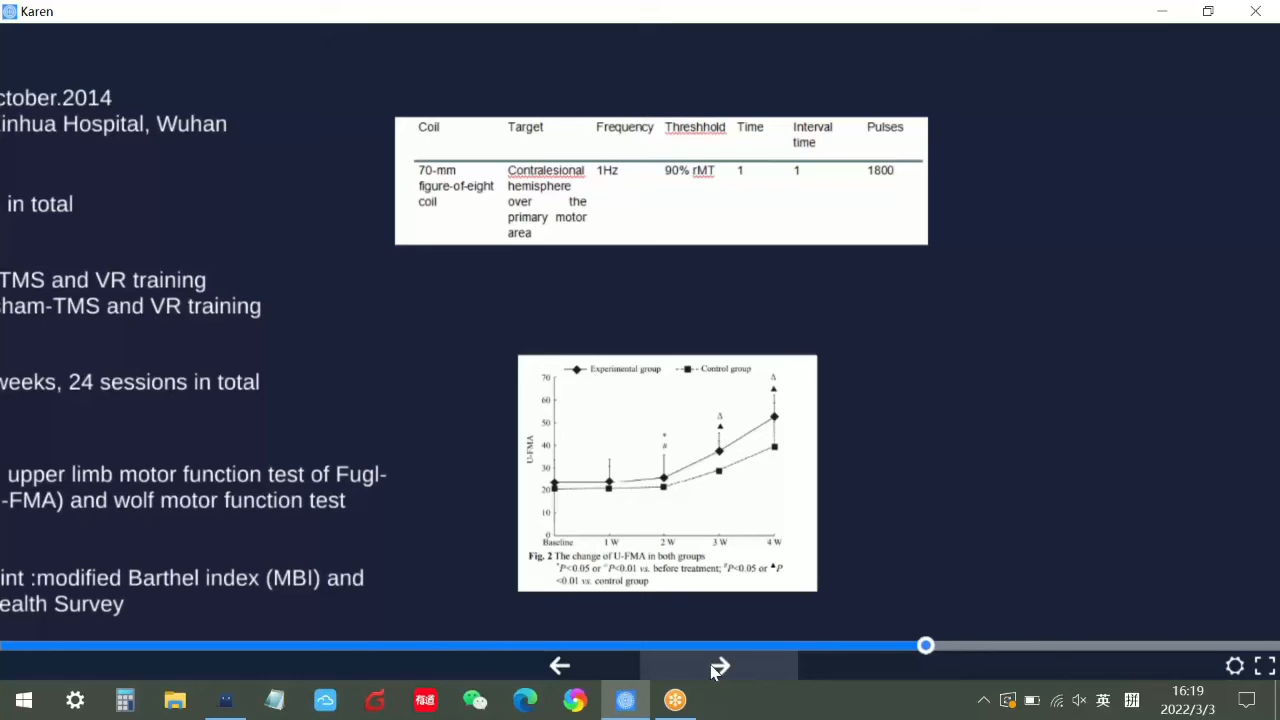 Karen
ctober.2014
inhua Hospital, Wuhan
in total
TMS and VR training
sham-TMS and VR training
weeks, 24 sessions in total
upper limb motor function test of Fugl-
-FMA) and wolf motor function test
int :modified Barthel index (MBI) and
ealth Survey
Coil Target Frequency Threshhold Time Interval time Pulses
70-mm Contralesional 1Hz 90% rMT 1 1 1800
figure-of-eight hemisphere
coil over the
primary motor
area
Experimental group Control group
70
60
50
40
30
20
10
0
U-FMA
Baseline 1 W 2 W 3 W 4 W
Fig. 2 The change of U-FMA in both groups
*P<0.05 or △P<0.01 vs. before treatment; #P<0.05 or ▲P
<0.01 vs. control group
有道
英
拼
16:19
2022/3/3